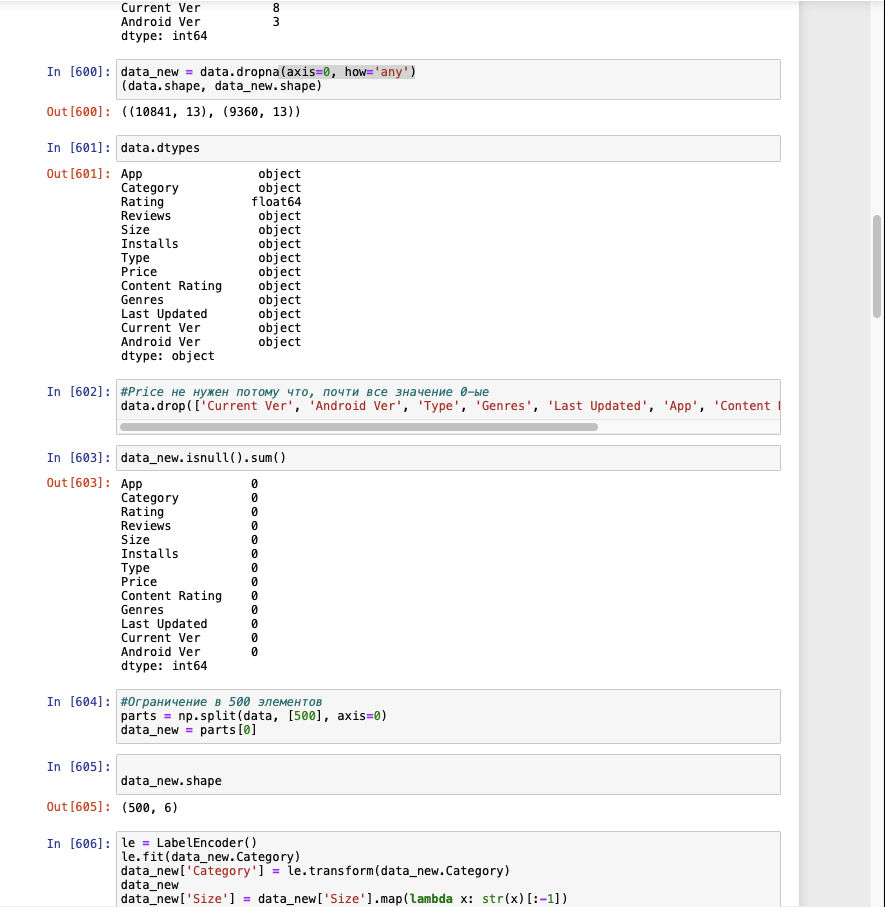 Current Ver 8
Android Ver 3
dtype: int64
In [600]: data_new = data.dropna(axis=0, how='any')
(data.shape, data_new.shape)
Out[600]: ((10841, 13), (9360, 13))
In [601]: data.dtypes
Out[601]: App object
Category object
Rating float64
Reviews object
Size object
Installs object
Type object
Price object
Content Rating object
Genres object
Last Updated object
Current Ver object
Android Ver object
dtype: object
In [602]: #Price не нужен потому что, почти все значение 0-ые
data.drop(['Current Ver', 'Android Ver', 'Type', 'Genres', 'Last Updated', 'App', 'Content
In [603]: data_new.isnull().sum()
Out[603]: App 0
Category 0
Rating 0
Reviews 0
Size 0
Installs 0
Type 0
Price 0
Content Rating 0
Genres 0
Last Updated 0
Current Ver 0
Android Ver 0
dtype: int64
In [604]: #Ограничение в 500 элементов
parts = np.split(data, [500], axis=0)
data_new = parts[0]
In [605]:
data_new.shape
Out[605]: (500, 6)
In [606]: le = LabelEncoder()
le.fit(data_new.Category)
data_new['Category'] = le.transform(data_new.Category)
data_new
data_new['Size'] = data_new['Size'].map(lambda x: str(x)[:-1])